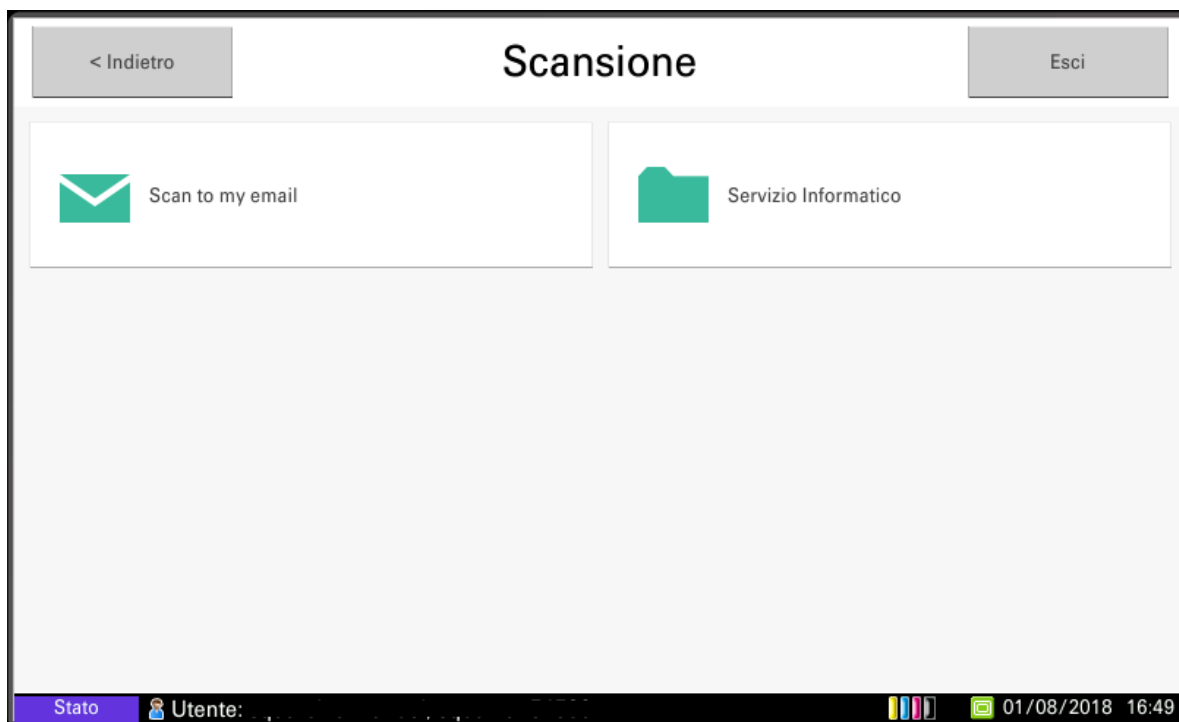 < Indietro
Scansione
Esci
Scan to my email
Servizio Informatico
Stato
Utente:
01/08/2018 16:49